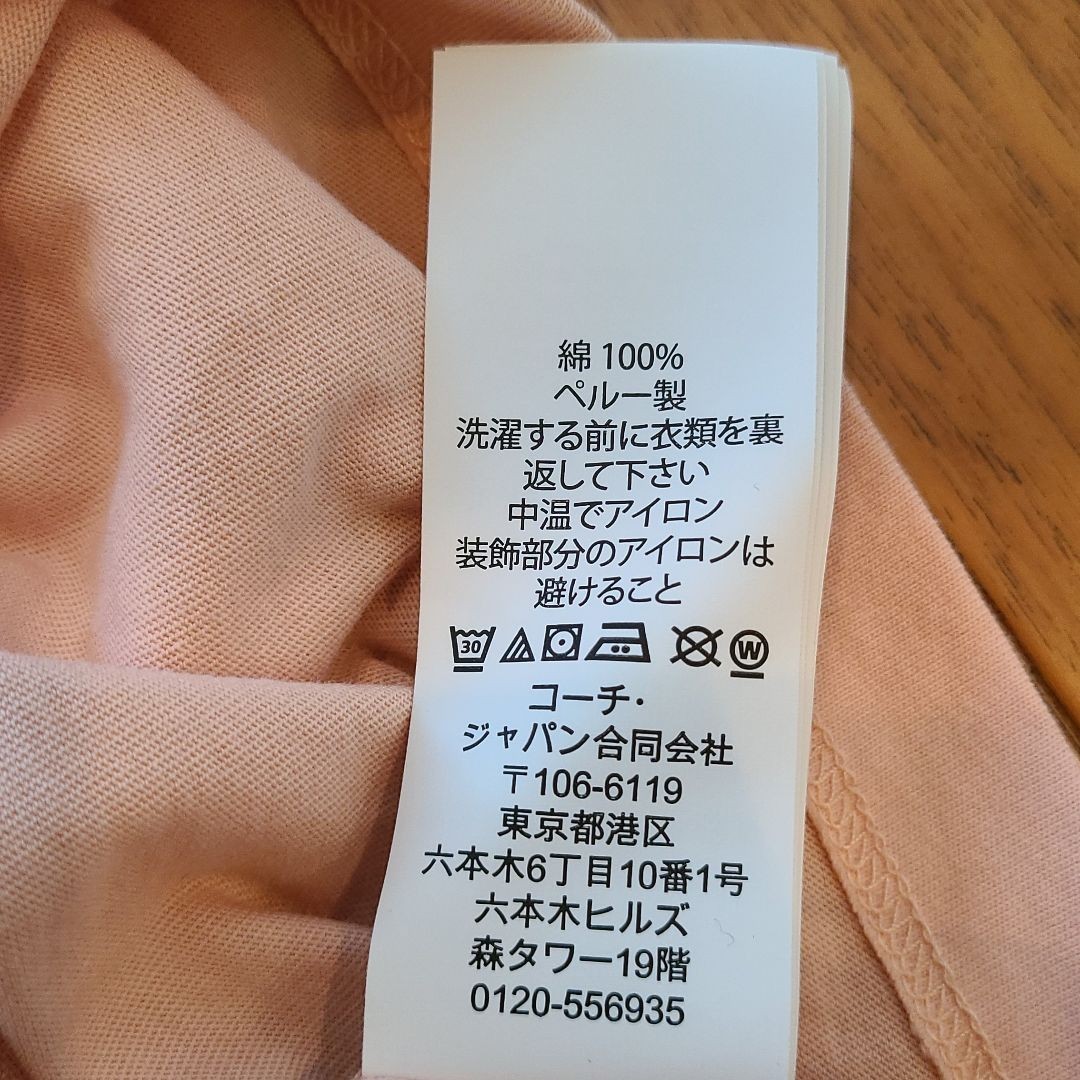 綿 100%
ペルー製
洗濯する前に衣類を裏
返して下さい
中温でアイロン
装飾部分のアイロンは
避けること
30 W
コーチ・
ジャパン合同会社
〒106-6119
東京都港区
六本木6丁目10番1号
六本木ヒルズ
森タワー19階
0120-556935